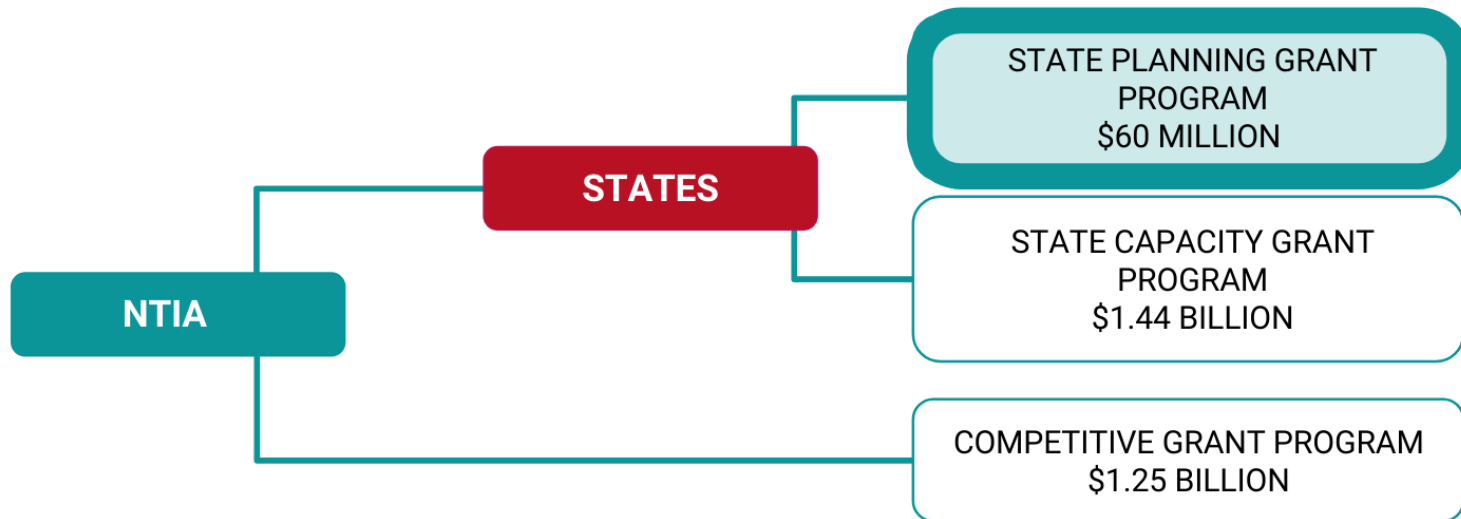 STATE PLANNING GRANT
PROGRAM
$60 MILLION
STATES
STATE CAPACITY GRANT
PROGRAM
$1.44 BILLION
NTIA
COMPETITIVE GRANT PROGRAM
$1.25 BILLION